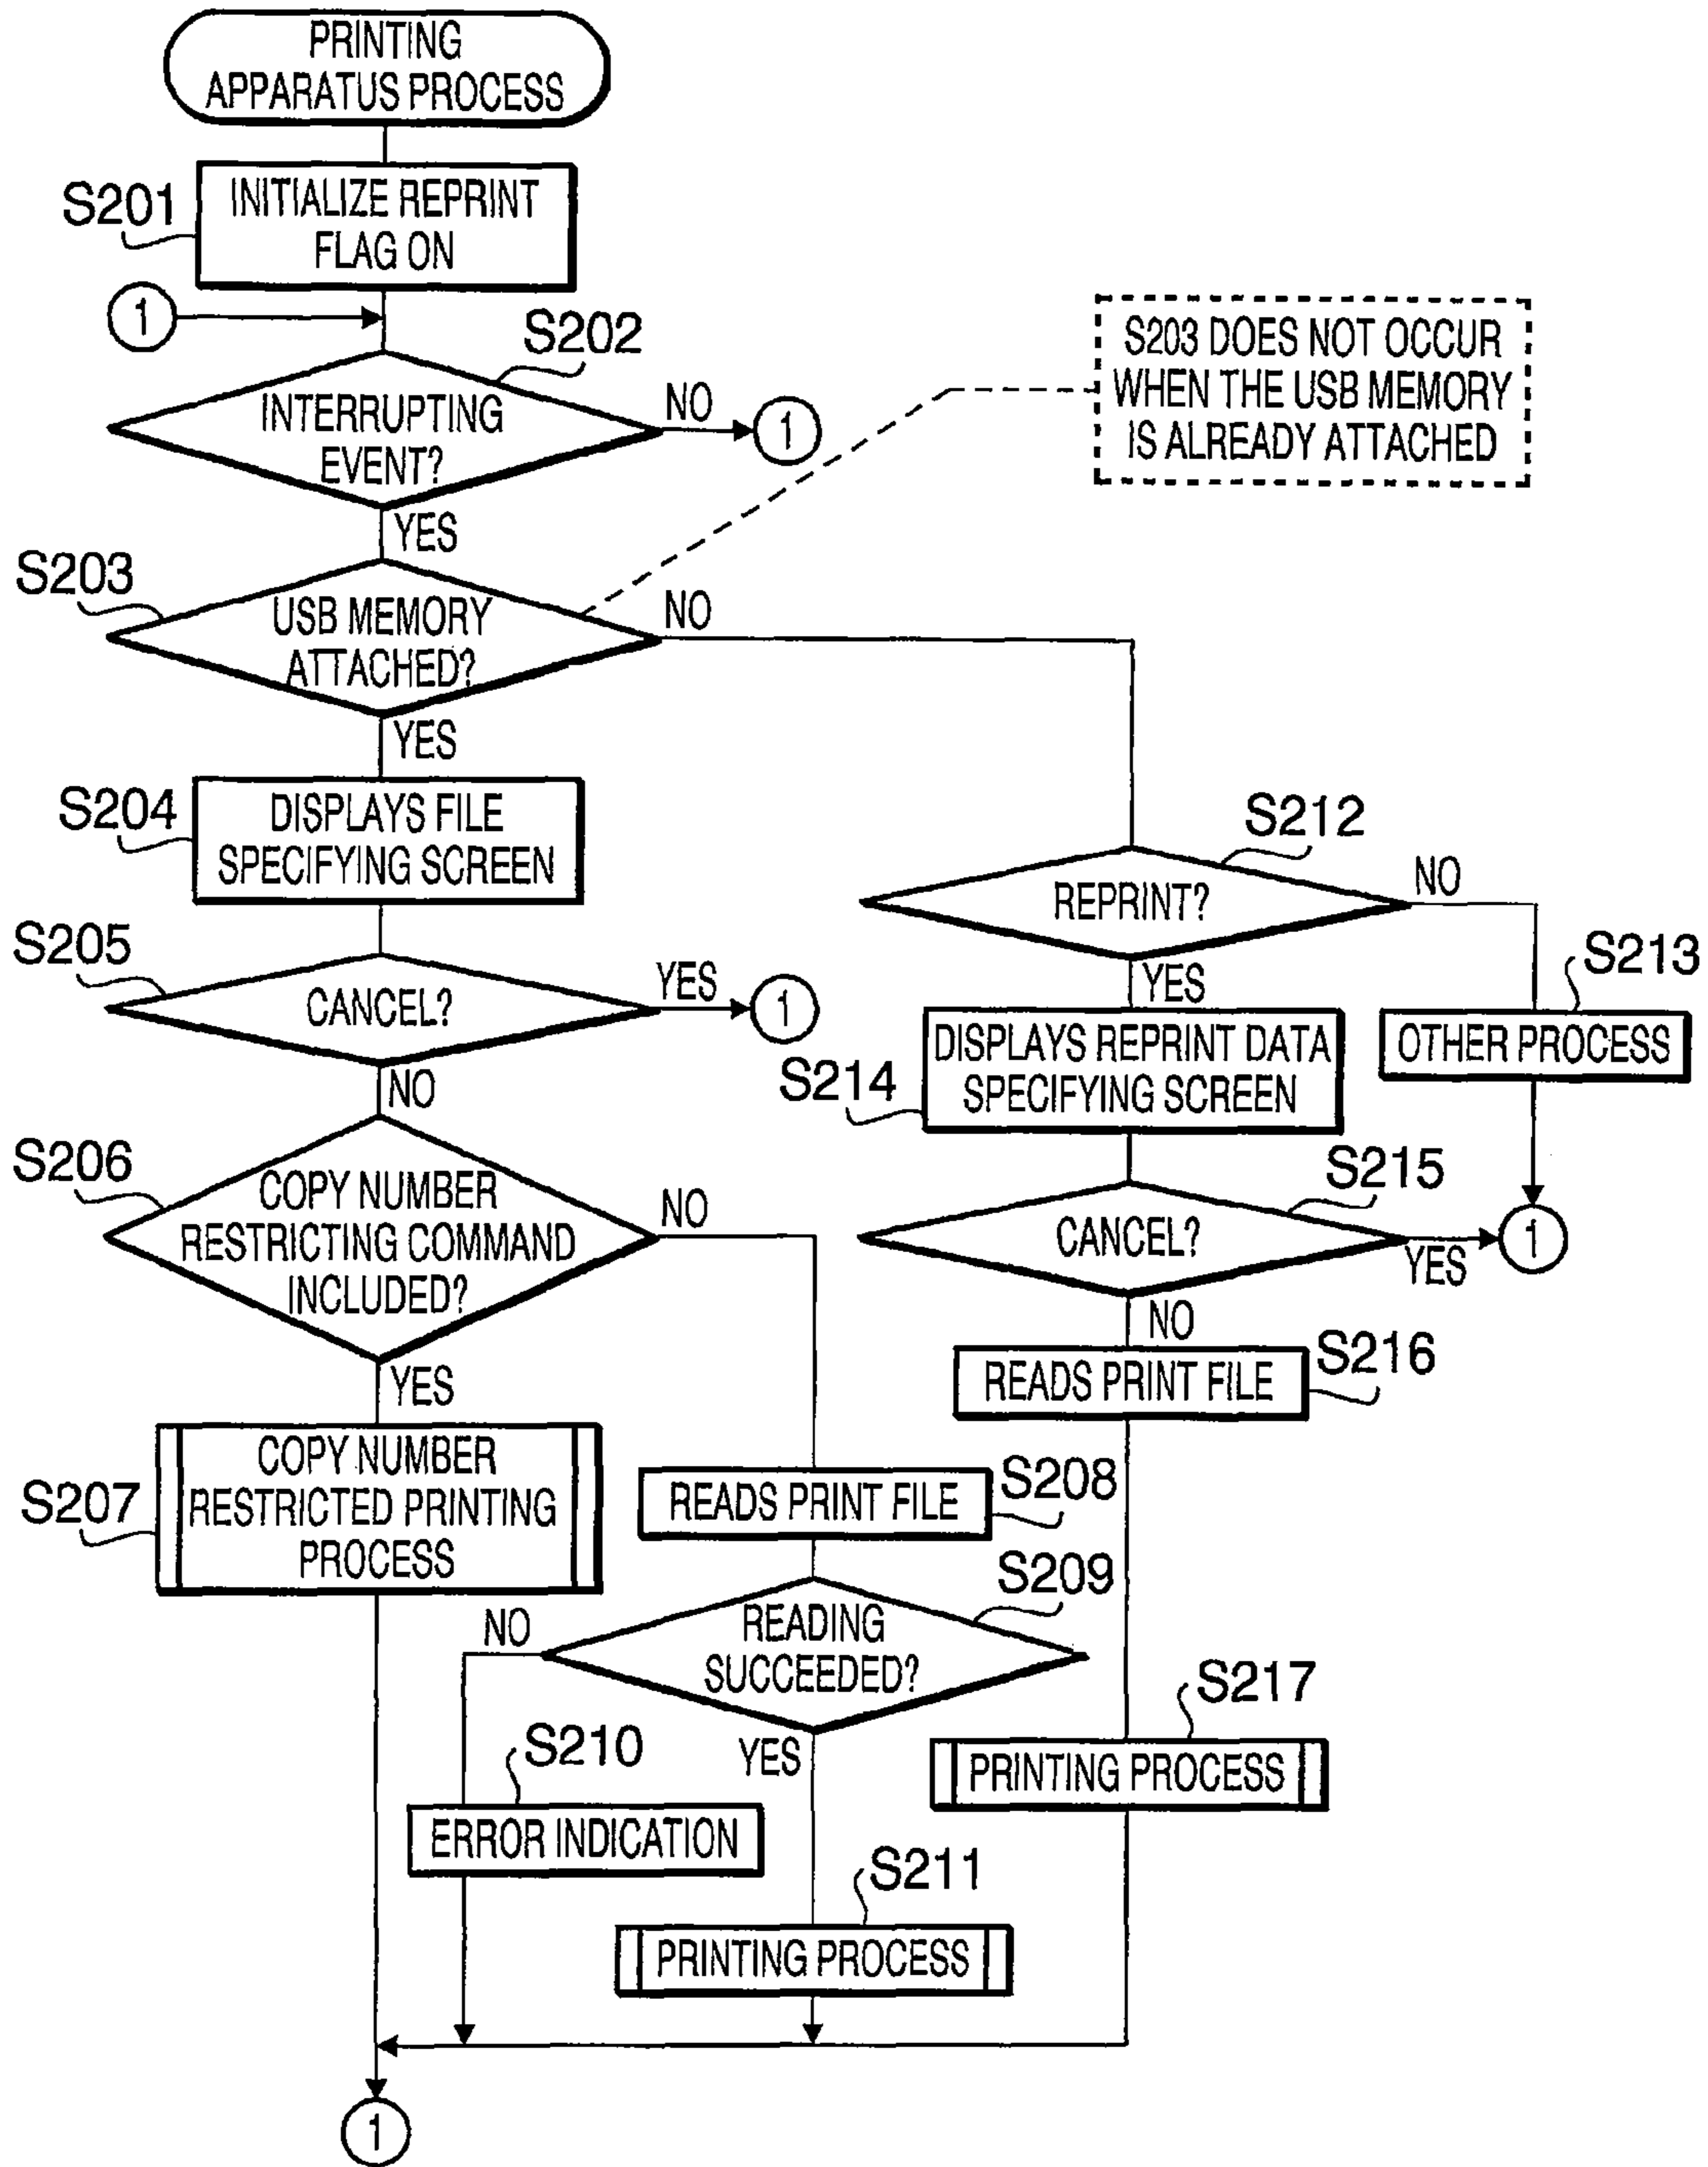 PRINTING
APPARATUS PROCESS
S201
INITIALIZE REPRINT
FLAG ON
1
S202
INTERRUPTING
EVENT?
NO
1
YES
S203 DOES NOT OCCUR
WHEN THE USB MEMORY
IS ALREADY ATTACHED
S203
USB MEMORY
ATTACHED?
NO
YES
S204
DISPLAYS FILE
SPECIFYING SCREEN
S205
CANCEL?
YES
1
NO
S206
COPY NUMBER
RESTRICTING COMMAND
INCLUDED?
NO
YES
S207
COPY NUMBER
RESTRICTED PRINTING
PROCESS
S208
READS PRINT FILE
S209
READING
SUCCEEDED?
NO
YES
S210
ERROR INDICATION
S211
PRINTING PROCESS
S212
REPRINT?
NO
YES
S213
OTHER PROCESS
S214
DISPLAYS REPRINT DATA
SPECIFYING SCREEN
S215
CANCEL?
YES
1
NO
S216
READS PRINT FILE
S217
PRINTING PROCESS
1